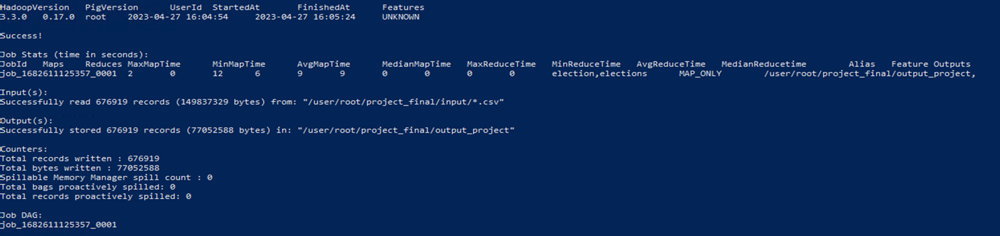 HadoopVersion PigVersion UserId StartedAt FinishedAt Features
3.3.0 0.17.0 root 2023-04-27 16:04:54 2023-04-27 16:05:24 UNKNOWN
Success!
Job Stats (time in seconds):
JobId Maps Reduces MaxMapTime MinMapTime AvgMapTime MedianMapTime MaxReduceTime MinReduceTime AvgReduceTime MedianReducetime Alias Feature Outputs
job_1682611125357_0001 2 0 12 6 9 9 0 0 0 0 election,elections MAP_ONLY /user/root/project_final/output_project,
Input(s):
Successfully read 676919 records (149837329 bytes) from: "/user/root/project_final/input/*.csv"
Output(s):
Successfully stored 676919 records (77052588 bytes) in: "/user/root/project_final/output_project"
Counters:
Total records written : 676919
Total bytes written : 77052588
Spillable Memory Manager spill count : 0
Total bags proactively spilled: 0
Total records proactively spilled: 0
Job DAG:
job_1682611125357_0001